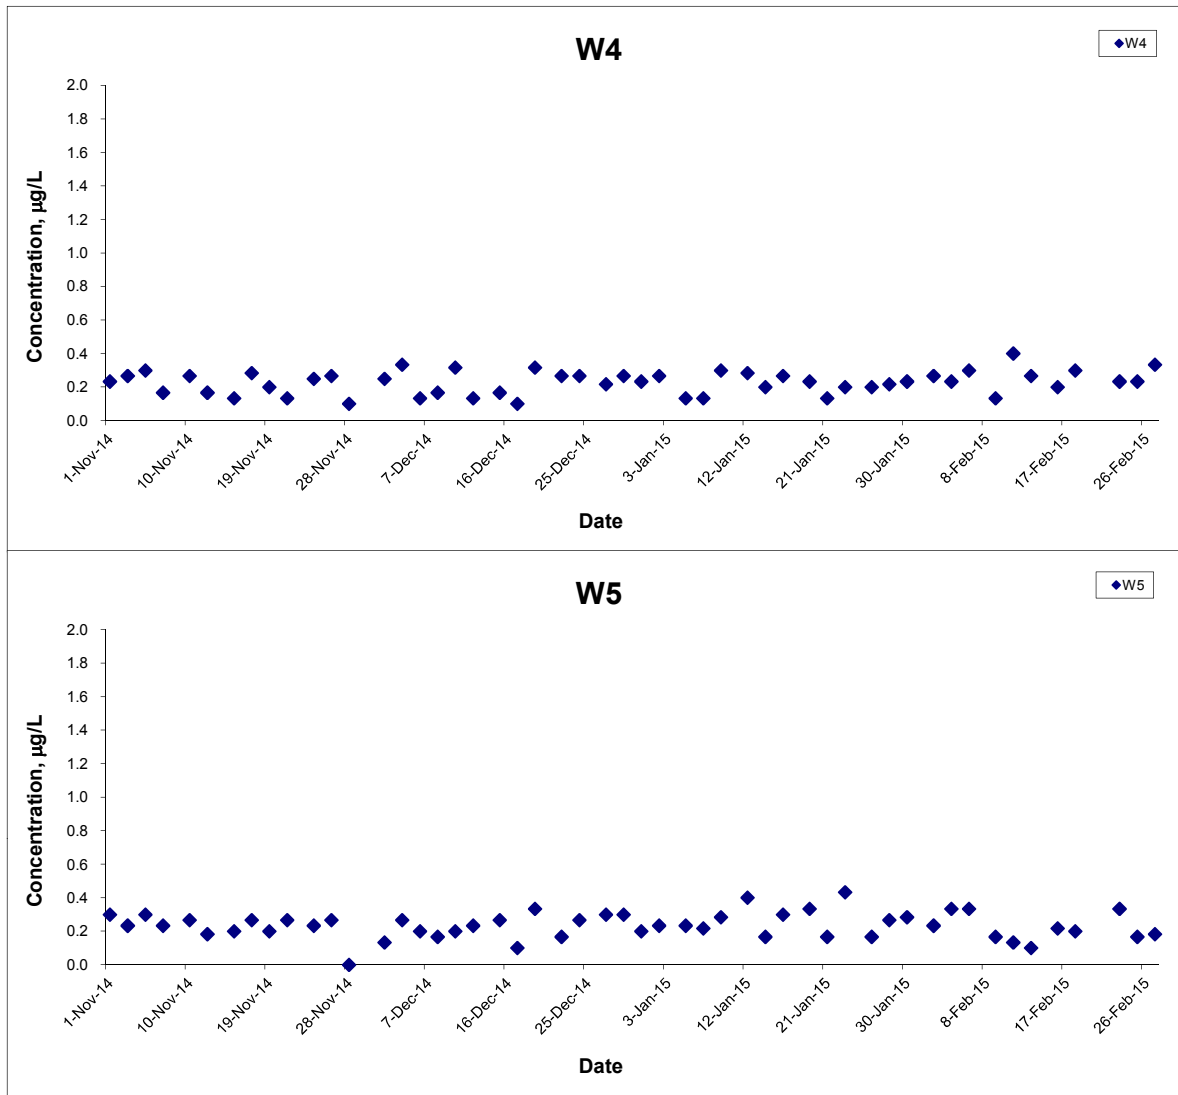 W4
W4
2.0
1.8
1.6
1.4
1.2
1.0
0.8
0.6
0.4
0.2
0.0
Concentration, µg/L
1-Nov-14
10-Nov-14
19-Nov-14
28-Nov-14
7-Dec-14
16-Dec-14
25-Dec-14
3-Jan-15
12-Jan-15
21-Jan-15
30-Jan-15
8-Feb-15
17-Feb-15
26-Feb-15
Date
W5
W5
2.0
1.8
1.6
1.4
1.2
1.0
0.8
0.6
0.4
0.2
0.0
Concentration, µg/L
1-Nov-14
10-Nov-14
19-Nov-14
28-Nov-14
7-Dec-14
16-Dec-14
25-Dec-14
3-Jan-15
12-Jan-15
21-Jan-15
30-Jan-15
8-Feb-15
17-Feb-15
26-Feb-15
Date